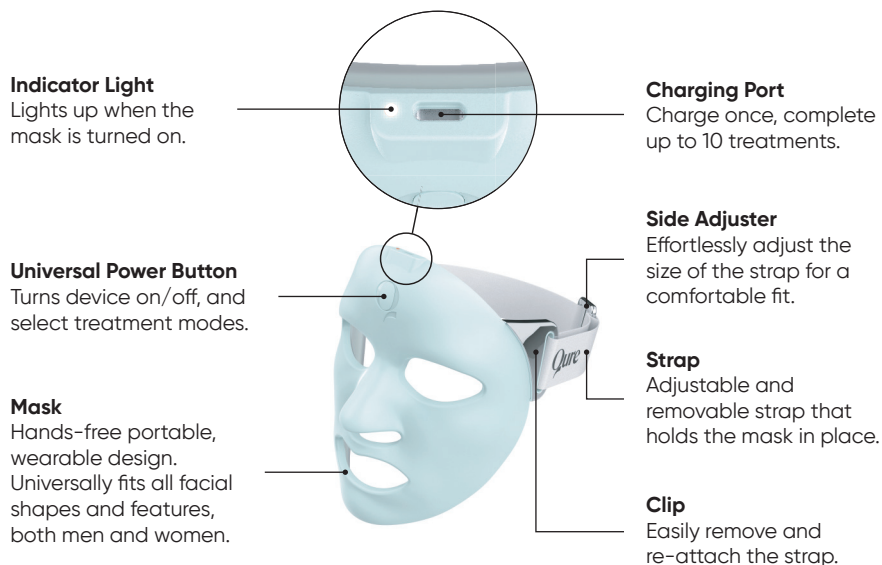 Indicator Light
Lights up when the
mask is turned on.
Universal Power Button
Turns device on/off, and
select treatment modes.
Mask
Hands-free portable,
wearable design.
Universally fits all facial
shapes and features,
both men and women.
Charging Port
Charge once, complete
up to 10 treatments.
Side Adjuster
Effortlessly adjust the
size of the strap for a
comfortable fit.
Qure
Strap
Adjustable and
removable strap that
holds the mask in place.
Clip
Easily remove and
re-attach the strap.